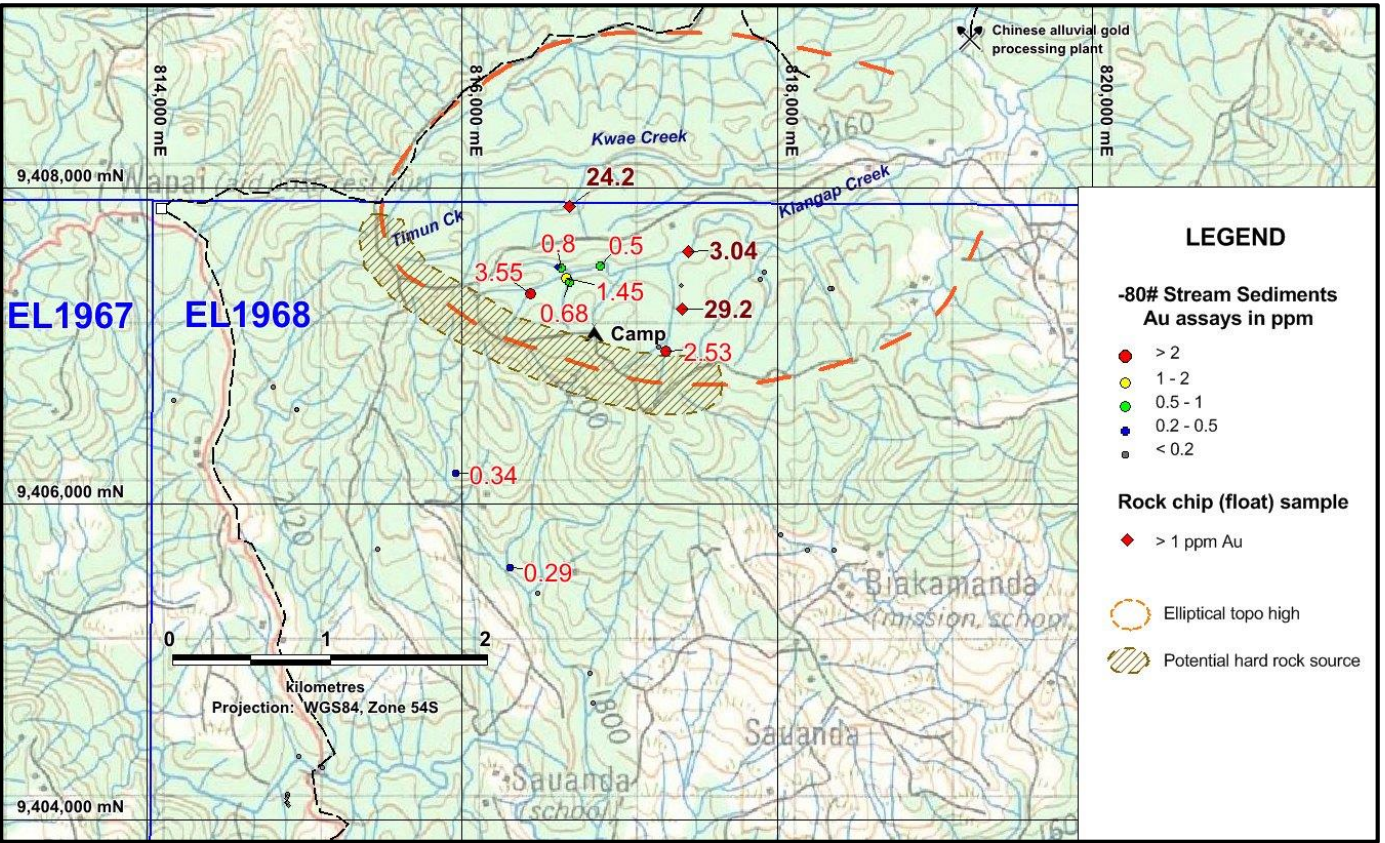 Chinese alluvial gold
processing plant
814,000 mE
816,000 mE
818,000 mE
820,000 mE
2160
Kwae Creek
9,408,000 mN
Wapai (aid post, rest hut)
24.2
Klangap Creek
Timun Ck
0.8
0.5
3.04
3.55
1.45
0.68
29.2
EL1967
EL1968
Camp
2.53
9,406,000 mN
0.34
0.29
Biakamanda
(mission, school,
0 1 2
kilometres
Projection: WGS84, Zone 54S
1800
Sauanda
Sauanda
(school)
9,404,000 mN
LEGEND
-80# Stream Sediments
Au assays in ppm
> 2
1 - 2
0.5 - 1
0.2 - 0.5
< 0.2
Rock chip (float) sample
> 1 ppm Au
Elliptical topo high
Potential hard rock source